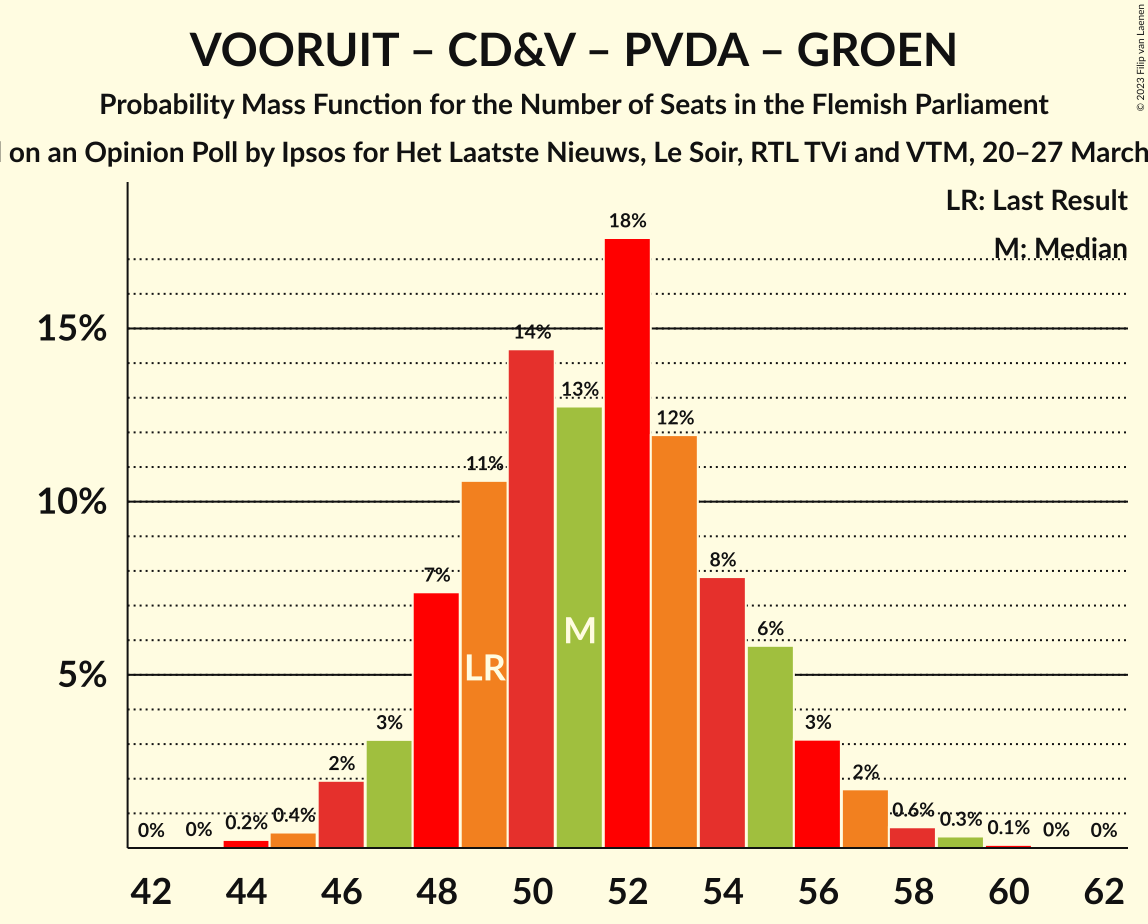 VOORUIT – CD&V – PVDA – GROEN
Probability Mass Function for the Number of Seats in the Flemish Parliament
on an Opinion Poll by Ipsos for Het Laatste Nieuws, Le Soir, RTL TVi and VTM, 20–27 March
© 2023 Filip van Laenen
LR: Last Result
M: Median
15%
10%
5%
0%
0%
0.2%
0.4%
2%
3%
7%
11%
14%
13%
18%
12%
8%
6%
3%
2%
0.6%
0.3%
0.1%
0%
0%
LR
M
42 44 46 48 50 52 54 56 58 60 62